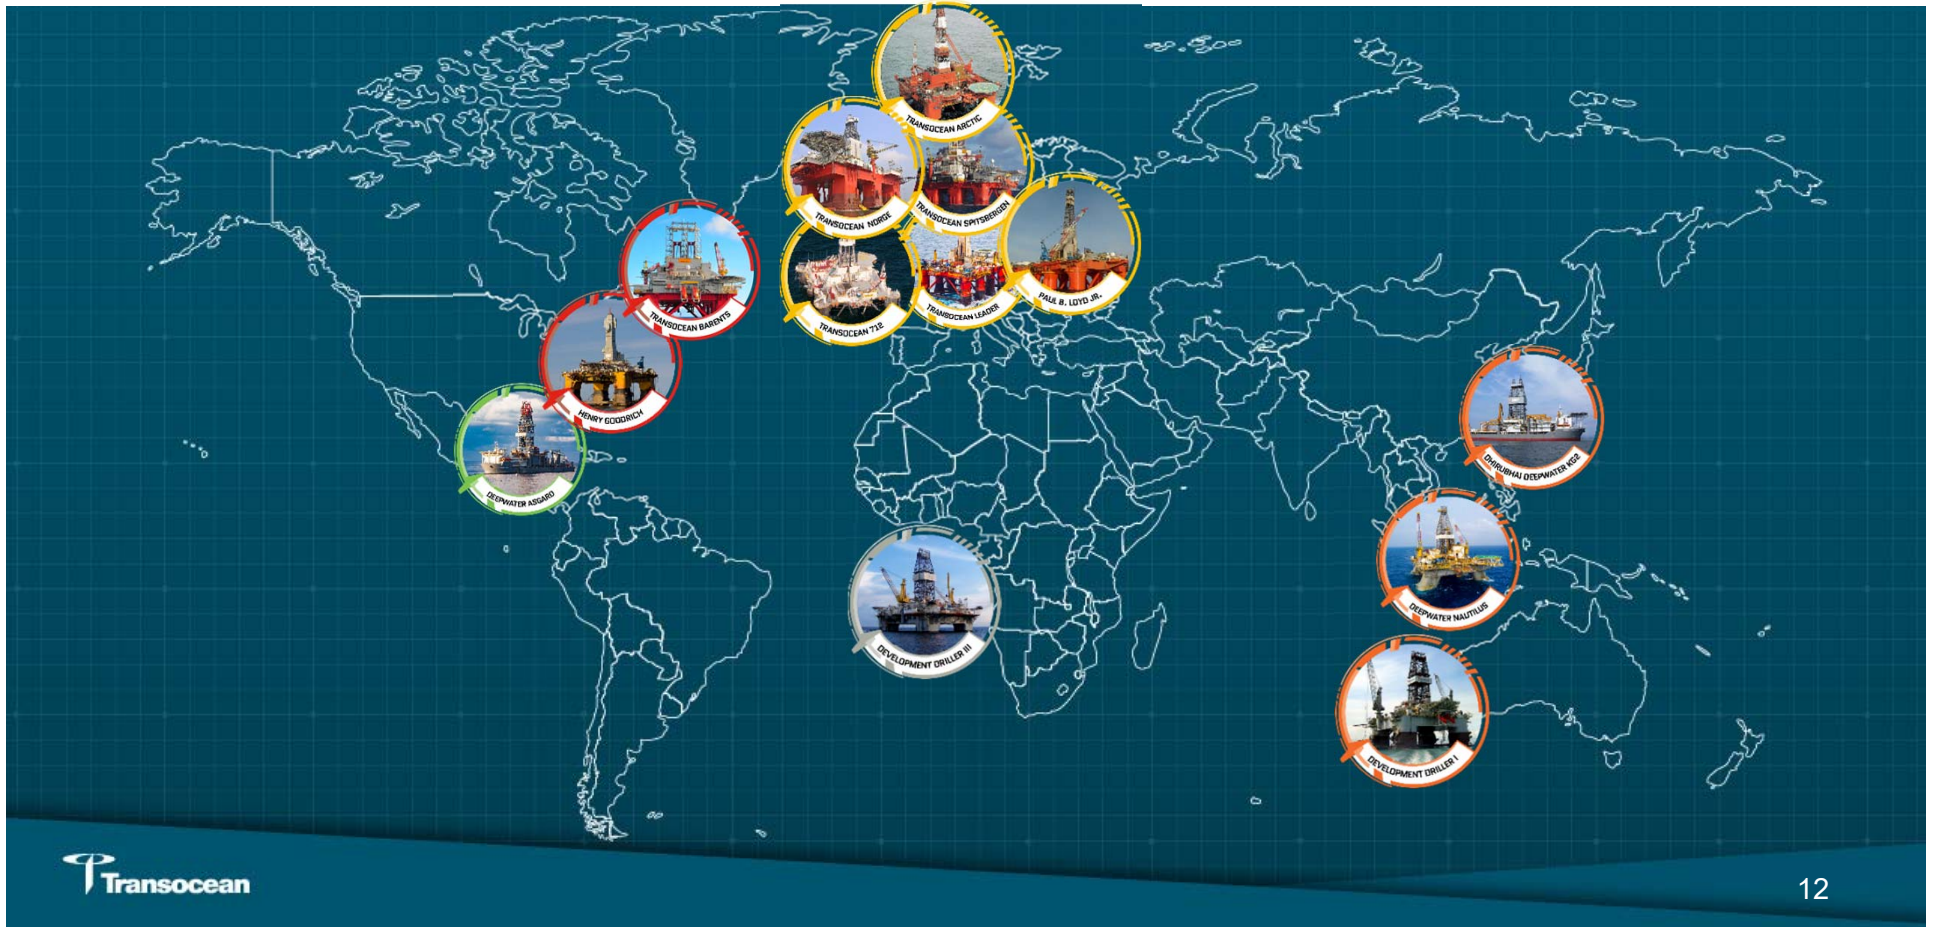 TRANSOCEAN ARCTIC
TRANSOCEAN NORGE
TRANSOCEAN SPITSBERGEN
TRANSOCEAN BARENTS
PAUL B. LOYD JR.
TRANSOCEAN 712
TRANSOCEAN LEADER
HENRY GOODRICH
DEEPWATER ASGARD
DHIRUBHAI DEEPWATER KG2
DEEPWATER NAUTILUS
DEVELOPMENT DRILLER III
DEVELOPMENT DRILLER I
Transocean
12